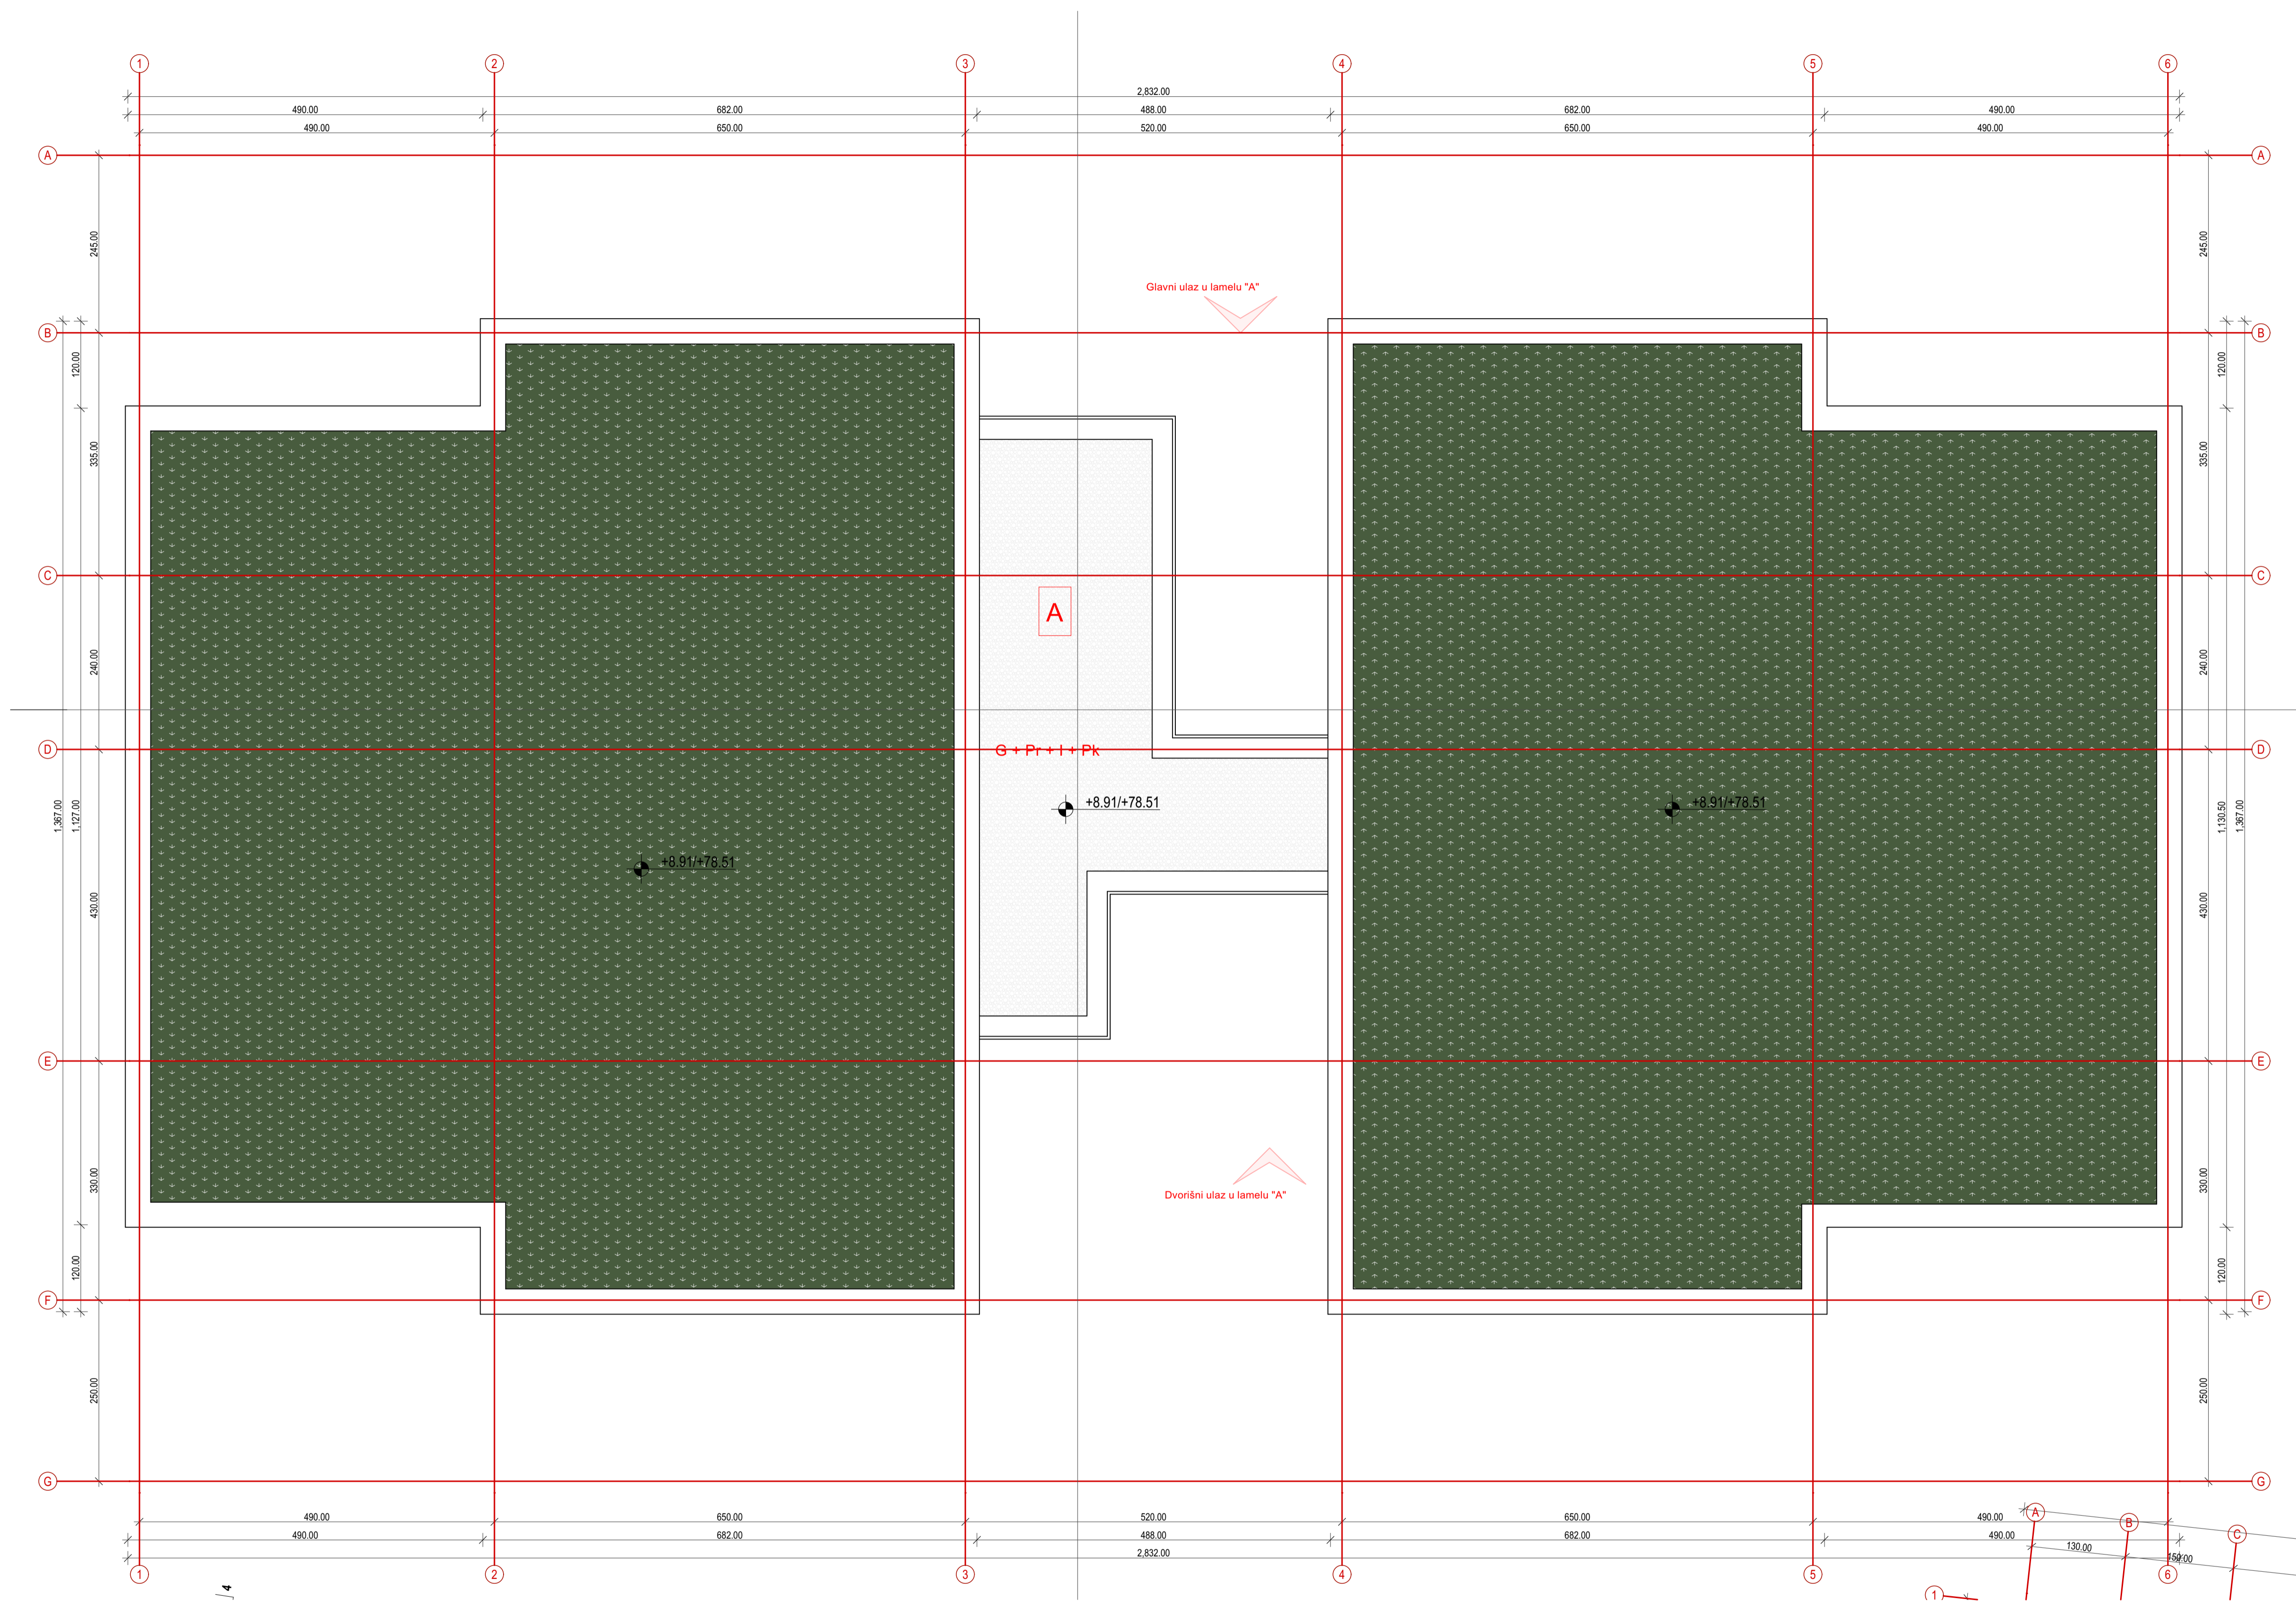 1 2 3 4 5 6
2,832.00
490.00 682.00 488.00 682.00 490.00
490.00 650.00 520.00 650.00 490.00
A A
245.00 245.00
Glavni ulaz u lamelu "A"
B B
120.00 120.00
335.00 335.00
C C
A
240.00 240.00
D G + Pr + I + Pk D
+8.91/+78.51 +8.91/+78.51
1,367.00 1,127.00 1,130.50 1,367.00
+8.91/+78.51
430.00 430.00
E E
330.00 330.00
Dvorišni ulaz u lamelu "A"
120.00 120.00
F F
250.00 250.00
G G
490.00 650.00 520.00 650.00 490.00
490.00 682.00 488.00 682.00 490.00
2,832.00
A B C
130.00 150.00
1 2 3 4 5 6
4
1